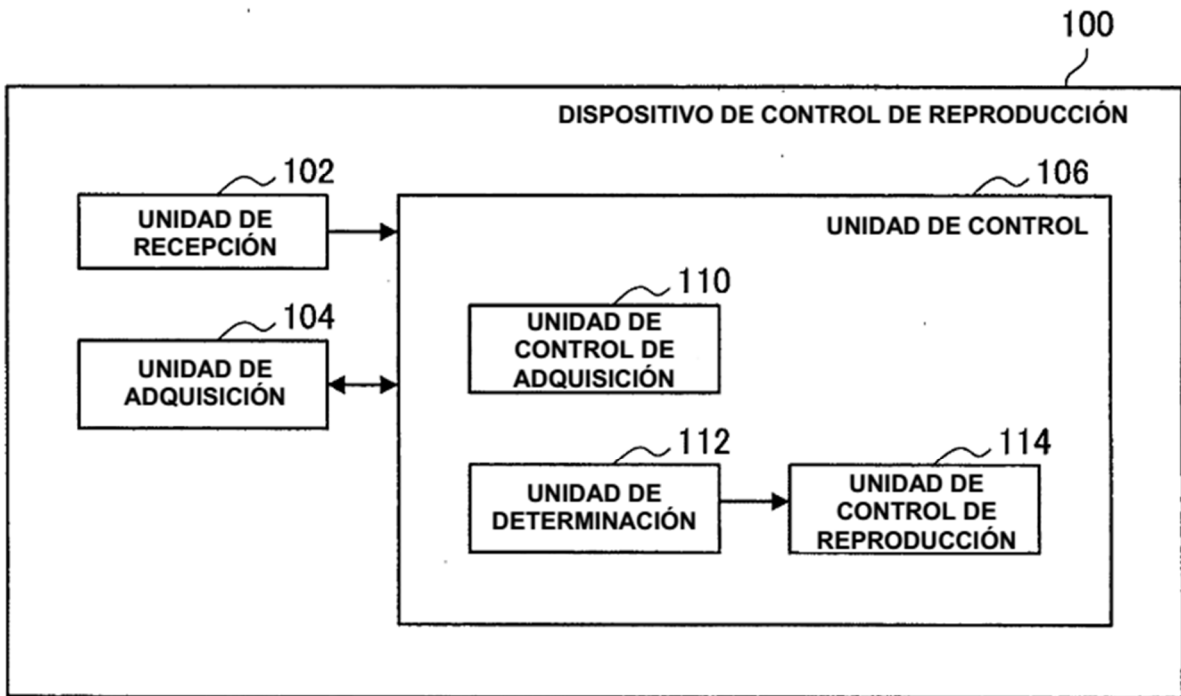 100
DISPOSITIVO DE CONTROL DE REPRODUCCIÓN
102
UNIDAD DE
RECEPCIÓN
106
UNIDAD DE CONTROL
104
UNIDAD DE
ADQUISICIÓN
110
UNIDAD DE
CONTROL DE
ADQUISICIÓN
112
UNIDAD DE
DETERMINACIÓN
114
UNIDAD DE
CONTROL DE
REPRODUCCIÓN